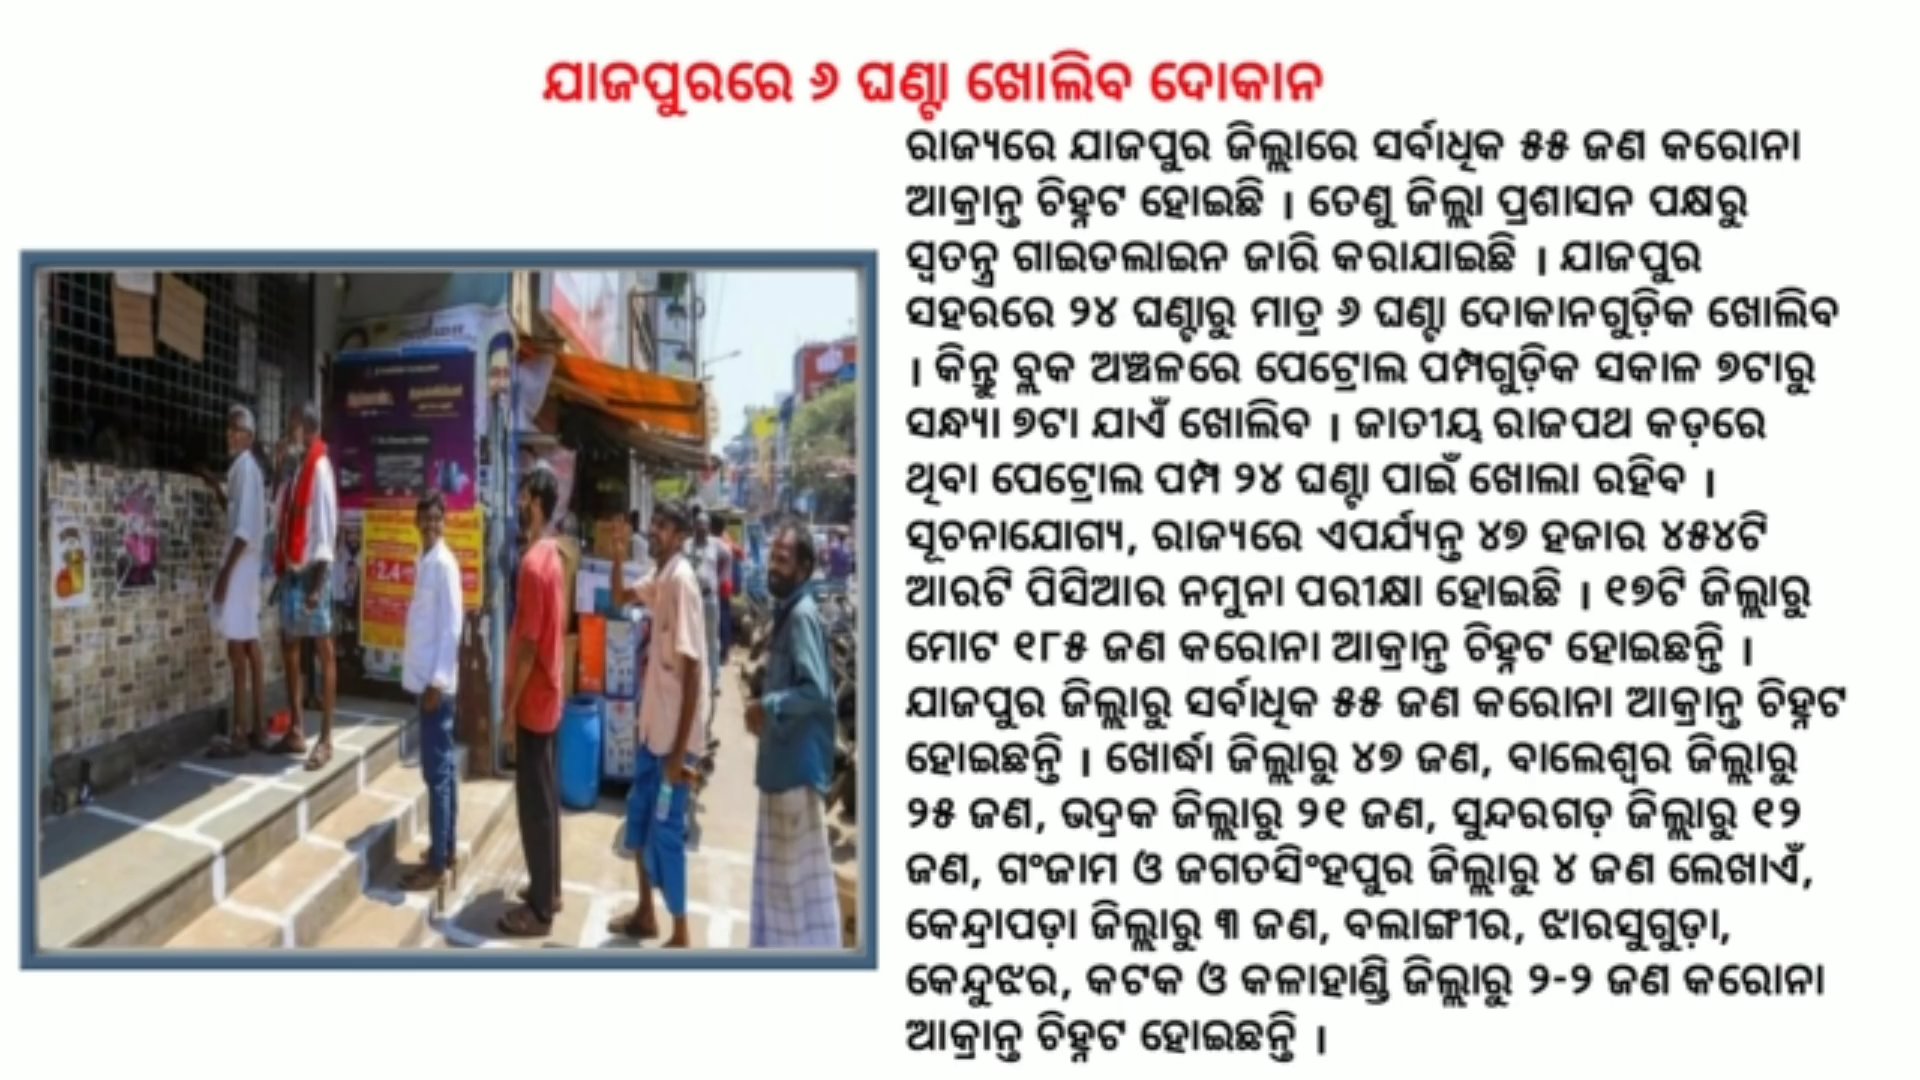 ଯାଜପୁରରେ ୬ ଘଣ୍ଟା ଖୋଲିବ ଦୋକାନ
ରାଜ୍ୟରେ ଯାଜପୁର ଜିଲ୍ଲାରେ ସର୍ବାଧିକ ୫୫ ଜଣ କରୋନା
ଆକ୍ରାନ୍ତ ଚିହ୍ନଟ ହୋଇଛି । ତେଣୁ ଜିଲ୍ଲା ପ୍ରଶାସନ ପକ୍ଷରୁ
ସ୍ୱତନ୍ତ୍ର ଗାଇଡଲାଇନ ଜାରି କରାଯାଇଛି । ଯାଜପୁର
ସହରରେ ୨୪ ଘଣ୍ଟାରୁ ମାତ୍ର ୬ ଘଣ୍ଟା ଦୋକାନଗୁଡ଼ିକ ଖୋଲିବ
। କିନ୍ତୁ ବ୍ଲକ ଅଞ୍ଚଳରେ ପେଟ୍ରୋଲ ପମ୍ପଗୁଡ଼ିକ ସକାଳ ୭ଟାରୁ
ସନ୍ଧ୍ୟା ୭ଟା ଯାଏଁ ଖୋଲିବ । ଜାତୀୟ ରାଜପଥ କଡ଼ରେ
ଥିବା ପେଟ୍ରୋଲ ପମ୍ପ ୨୪ ଘଣ୍ଟା ପାଇଁ ଖୋଲା ରହିବ ।
ସୂଚନାଯୋଗ୍ୟ, ରାଜ୍ୟରେ ଏପର୍ଯ୍ୟନ୍ତ ୪୭ ହଜାର ୪୫୪ଟି
ଆରଟି ପିସିଆର ନମୁନା ପରୀକ୍ଷା ହୋଇଛି । ୧୭ଟି ଜିଲ୍ଲାରୁ
ମୋଟ ୧୮୫ ଜଣ କରୋନା ଆକ୍ରାନ୍ତ ଚିହ୍ନଟ ହୋଇଛନ୍ତି ।
ଯାଜପୁର ଜିଲ୍ଲାରୁ ସର୍ବାଧିକ ୫୫ ଜଣ କରୋନା ଆକ୍ରାନ୍ତ ଚିହ୍ନଟ
ହୋଇଛନ୍ତି । ଖୋର୍ଦ୍ଧା ଜିଲ୍ଲାରୁ ୪୭ ଜଣ, ବାଲେଶ୍ୱର ଜିଲ୍ଲାରୁ
୨୫ ଜଣ, ଭଦ୍ରକ ଜିଲ୍ଲାରୁ ୨୧ ଜଣ, ସୁନ୍ଦରଗଡ଼ ଜିଲ୍ଲାରୁ ୧୨
ଜଣ, ଗଂଜାମ ଓ ଜଗତସିଂହପୁର ଜିଲ୍ଲାରୁ ୪ ଜଣ ଲେଖାଏଁ,
କେନ୍ଦ୍ରାପଡ଼ା ଜିଲ୍ଲାରୁ ୩ ଜଣ, ବଲାଙ୍ଗୀର, ଝାରସୁଗୁଡ଼ା,
କେନ୍ଦୁଝର, କଟକ ଓ କଳାହାଣ୍ଡି ଜିଲ୍ଲାରୁ ୨-୨ ଜଣ କରୋନା
ଆକ୍ରାନ୍ତ ଚିହ୍ନଟ ହୋଇଛନ୍ତି ।